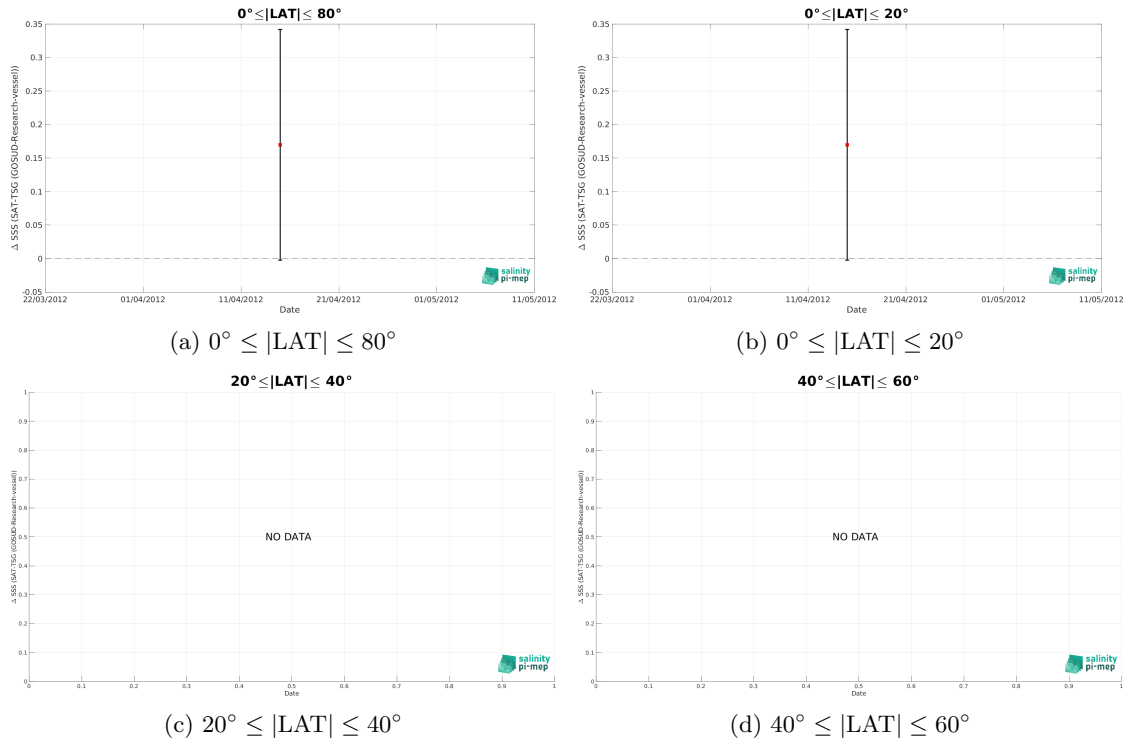 0°≤|LAT|≤ 80°
0.35
0.3
0.25
0.2
0.15
0.1
0.05
0
-0.05
Δ SSS (SAT-TSG (GOSUD-Research-vessel))
22/03/2012 01/04/2012 11/04/2012 21/04/2012 01/05/2012 11/05/2012
Date
salinity
pi-mep
(a) 0° ≤ |LAT| ≤ 80°
0°≤|LAT|≤ 20°
0.35
0.3
0.25
0.2
0.15
0.1
0.05
0
-0.05
Δ SSS (SAT-TSG (GOSUD-Research-vessel))
22/03/2012 01/04/2012 11/04/2012 21/04/2012 01/05/2012 11/05/2012
Date
salinity
pi-mep
(b) 0° ≤ |LAT| ≤ 20°
20°≤|LAT|≤ 40°
1
0.9
0.8
0.7
0.6
0.5
0.4
0.3
0.2
0.1
0
Δ SSS (SAT-TSG (GOSUD-Research-vessel))
NO DATA
0 0.1 0.2 0.3 0.4 0.5 0.6 0.7 0.8 0.9 1
Date
salinity
pi-mep
(c) 20° ≤ |LAT| ≤ 40°
40°≤|LAT|≤ 60°
1
0.9
0.8
0.7
0.6
0.5
0.4
0.3
0.2
0.1
0
Δ SSS (SAT-TSG (GOSUD-Research-vessel))
NO DATA
0 0.1 0.2 0.3 0.4 0.5 0.6 0.7 0.8 0.9 1
Date
salinity
pi-mep
(d) 40° ≤ |LAT| ≤ 60°